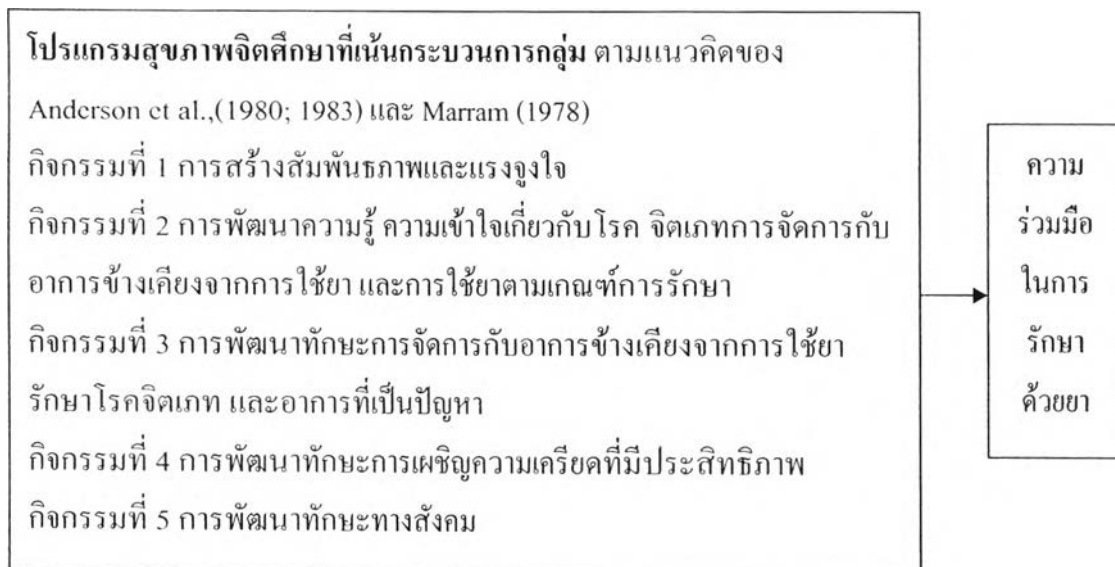 โปรแกรมสุขภาพจิตศึกษาที่เน้นกระบวนการกลุ่ม ตามแนวคิดของ
Anderson et al.,(1980; 1983) และ Marram (1978)
กิจกรรมที่ 1 การสร้างสัมพันธภาพและแรงจูงใจ
กิจกรรมที่ 2 การพัฒนาความรู้ ความเข้าใจเกี่ยวกับโรค จิตเภทการจัดการกับ
อาการข้างเคียงจากการใช้ยา และการใช้ยาตามเกณฑ์การรักษา
กิจกรรมที่ 3 การพัฒนาทักษะการจัดการกับอาการข้างเคียงจากการใช้ยา
รักษาโรคจิตเภท และอาการที่เป็นปัญหา
กิจกรรมที่ 4 การพัฒนาทักษะการเผชิญความเครียดที่มีประสิทธิภาพ
กิจกรรมที่ 5 การพัฒนาทักษะทางสังคม
ความ
ร่วมมือ
ในการ
รักษา
ด้วยยา